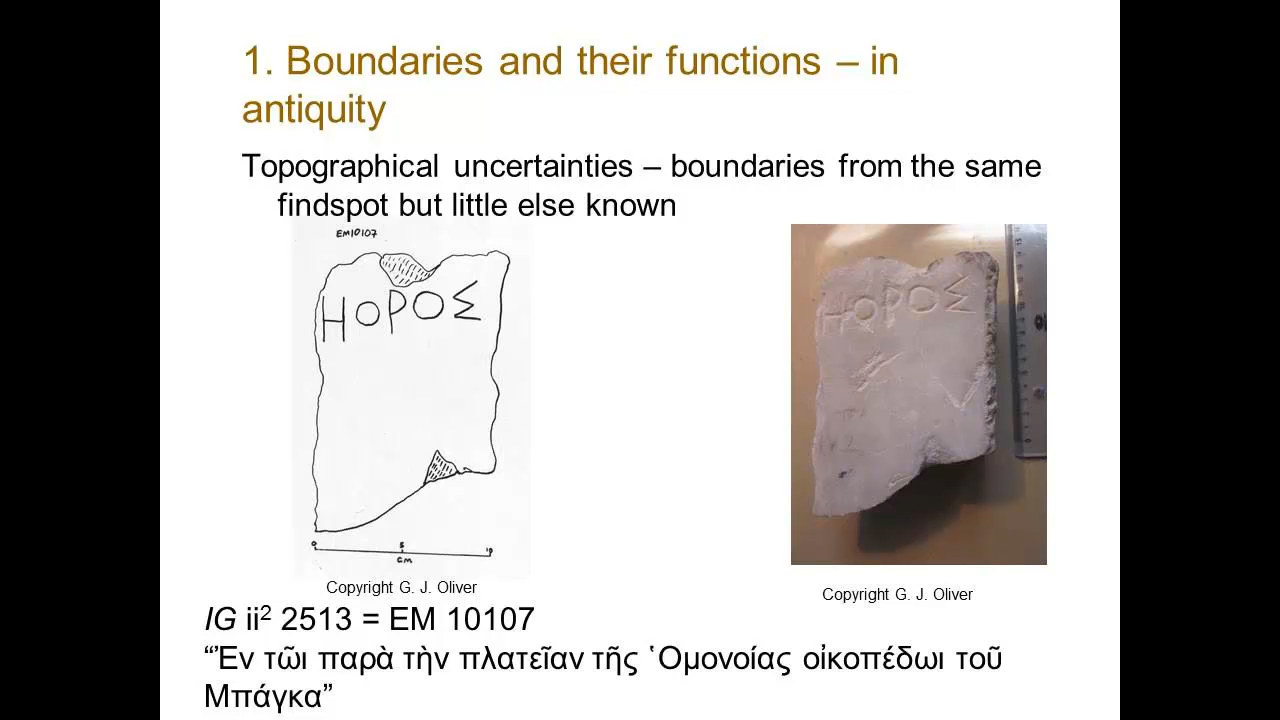 1. Boundaries and their functions – in
antiquity
Topographical uncertainties – boundaries from the same
findspot but little else known
EM10107
ΗΟΡΟΣ
ΗΟΡΟΣ
0 5 10
cm
Copyright G. J. Oliver
Copyright G. J. Oliver
IG ii² 2513 = EM 10107
“Ἐν τῶι παρὰ τὴν πλατεῖαν τῆς Ὁμονοίας οἰκοπέδωι τοῦ
Μπάγκα”